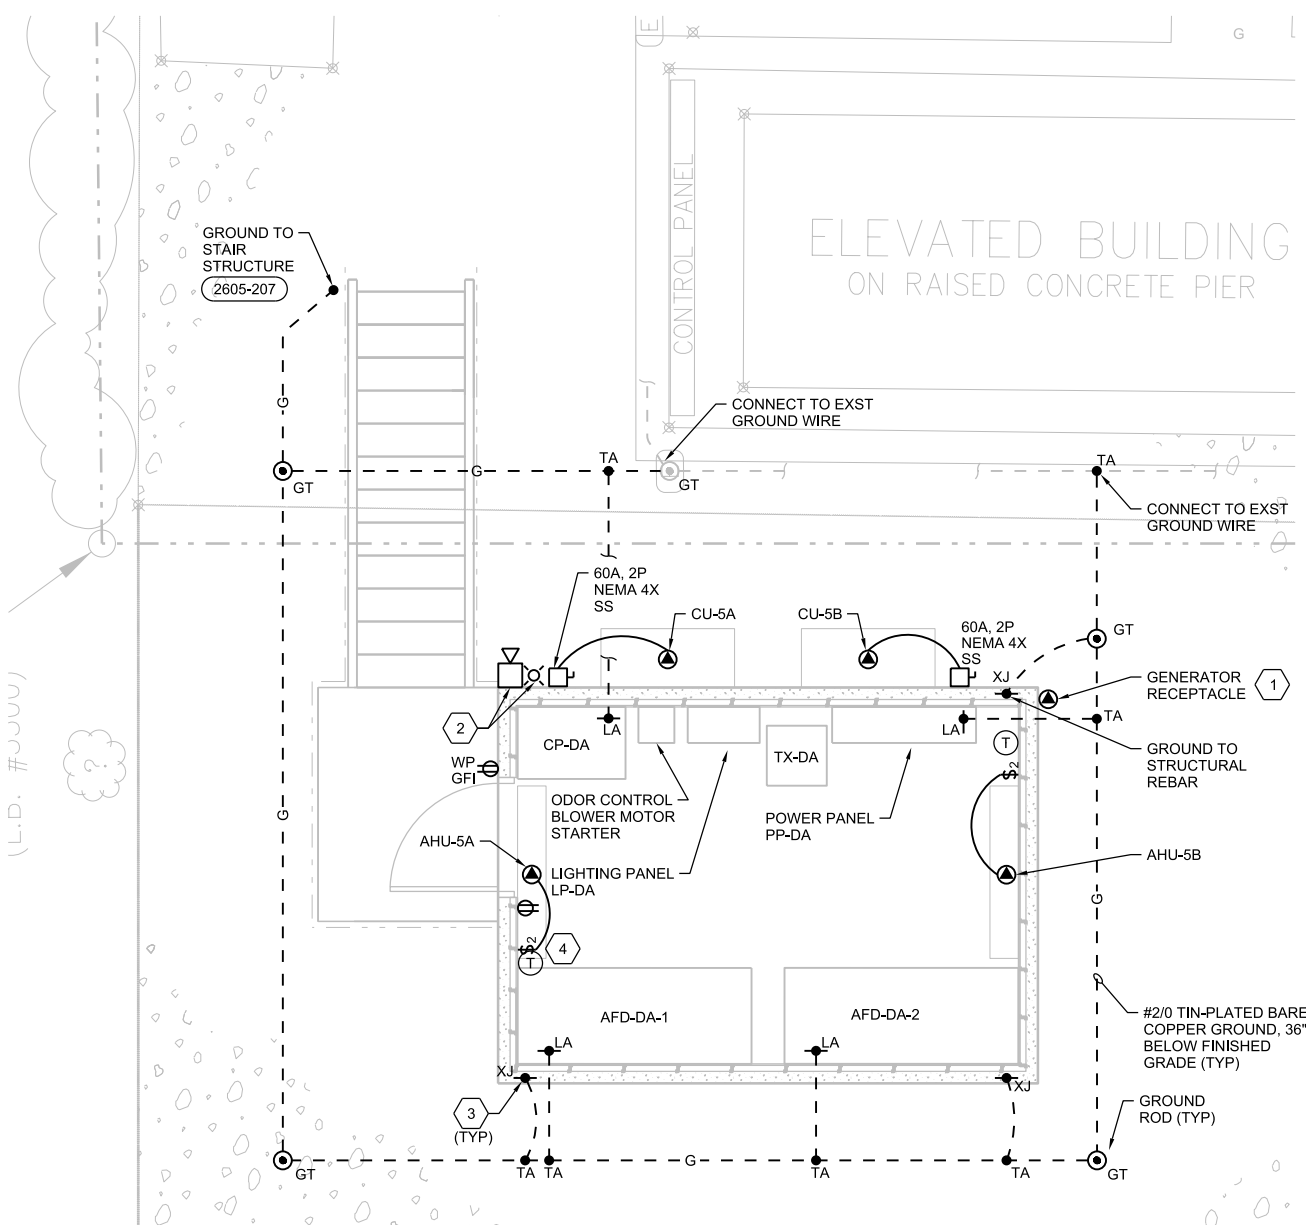 E
G
CONTROL PANEL
ELEVATED BUILDING
ON RAISED CONCRETE PIER
GROUND TO
STAIR
STRUCTURE
2605-207
G
CONNECT TO EXST
GROUND WIRE
GT
G
TA
GT
TA
CONNECT TO EXST
GROUND WIRE
60A, 2P
NEMA 4X
SS
CU-5A
CU-5B
60A, 2P
NEMA 4X
SS
GT
XJ
GENERATOR
RECEPTACLE
1
2
LA
LA
TA
CP-DA
TX-DA
T
GROUND TO
STRUCTURAL
REBAR
WP
GFI
$2
ODOR CONTROL
BLOWER MOTOR
STARTER
POWER PANEL
PP-DA
G
AHU-5A
LIGHTING PANEL
LP-DA
AHU-5B
G
$2
4
T
AFD-DA-1
AFD-DA-2
#2/0 TIN-PLATED BARE
COPPER GROUND, 36"
BELOW FINISHED
GRADE (TYP)
LA
LA
XJ
XJ
3
(TYP)
GROUND
ROD (TYP)
GT
TA
TA
G
TA
TA
GT